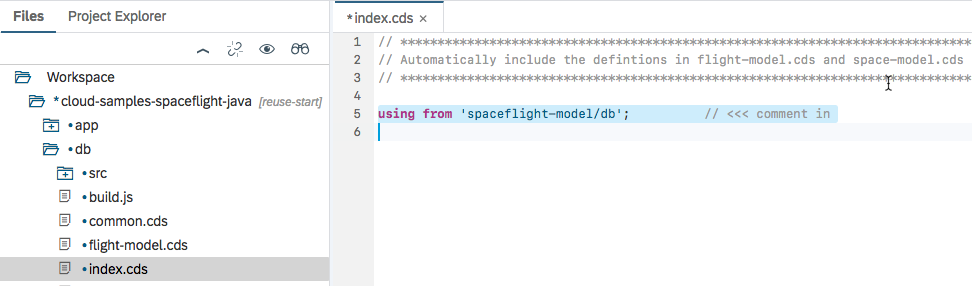 Files Project Explorer
Workspace
*cloud-samples-spaceflight-java [reuse-start]
•app
•db
•src
•build.js
•common.cds
•flight-model.cds
•index.cds
*index.cds ×
1 // ******************************************************************************
2 // Automatically include the defintions in flight-model.cds and space-model.cds
3 // ******************************************************************************
4
5 using from 'spaceflight-model/db'; // <<< comment in
6